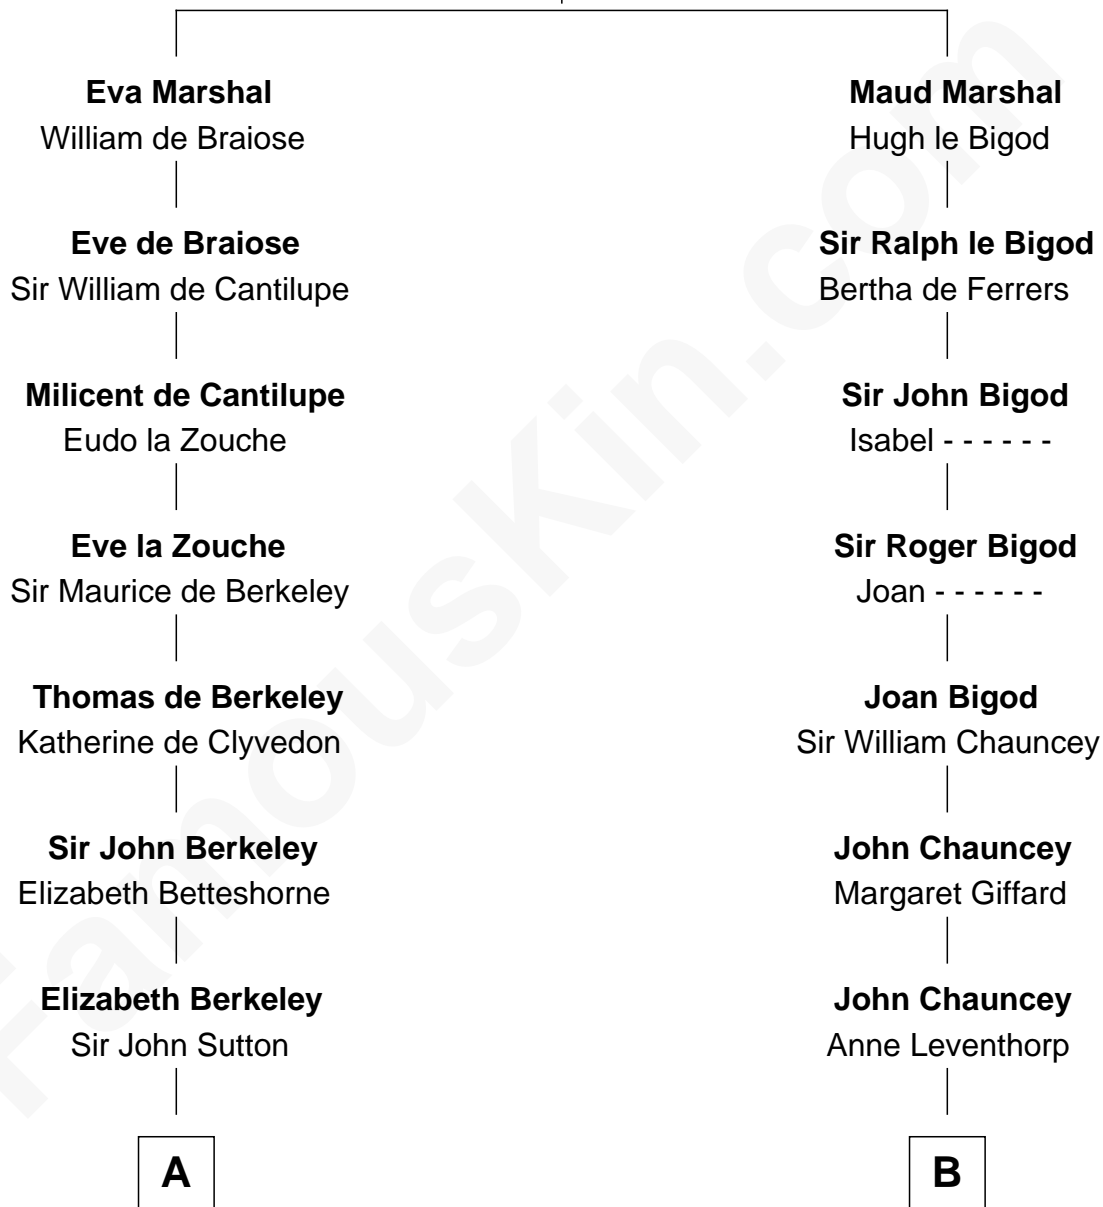 Eva Marshal
William de Braiose
Eve de Braiose
Sir William de Cantilupe
Milicent de Cantilupe
Eudo la Zouche
Eve la Zouche
Sir Maurice de Berkeley
Thomas de Berkeley
Katherine de Clyvedon
Sir John Berkeley
Elizabeth Betteshorne
Elizabeth Berkeley
Sir John Sutton
A
Maud Marshal
Hugh le Bigod
Sir Ralph le Bigod
Bertha de Ferrers
Sir John Bigod
Isabel - - - - - -
Sir Roger Bigod
Joan - - - - - -
Joan Bigod
Sir William Chauncey
John Chauncey
Margaret Giffard
John Chauncey
Anne Leventhorp
B
FamousKin.com